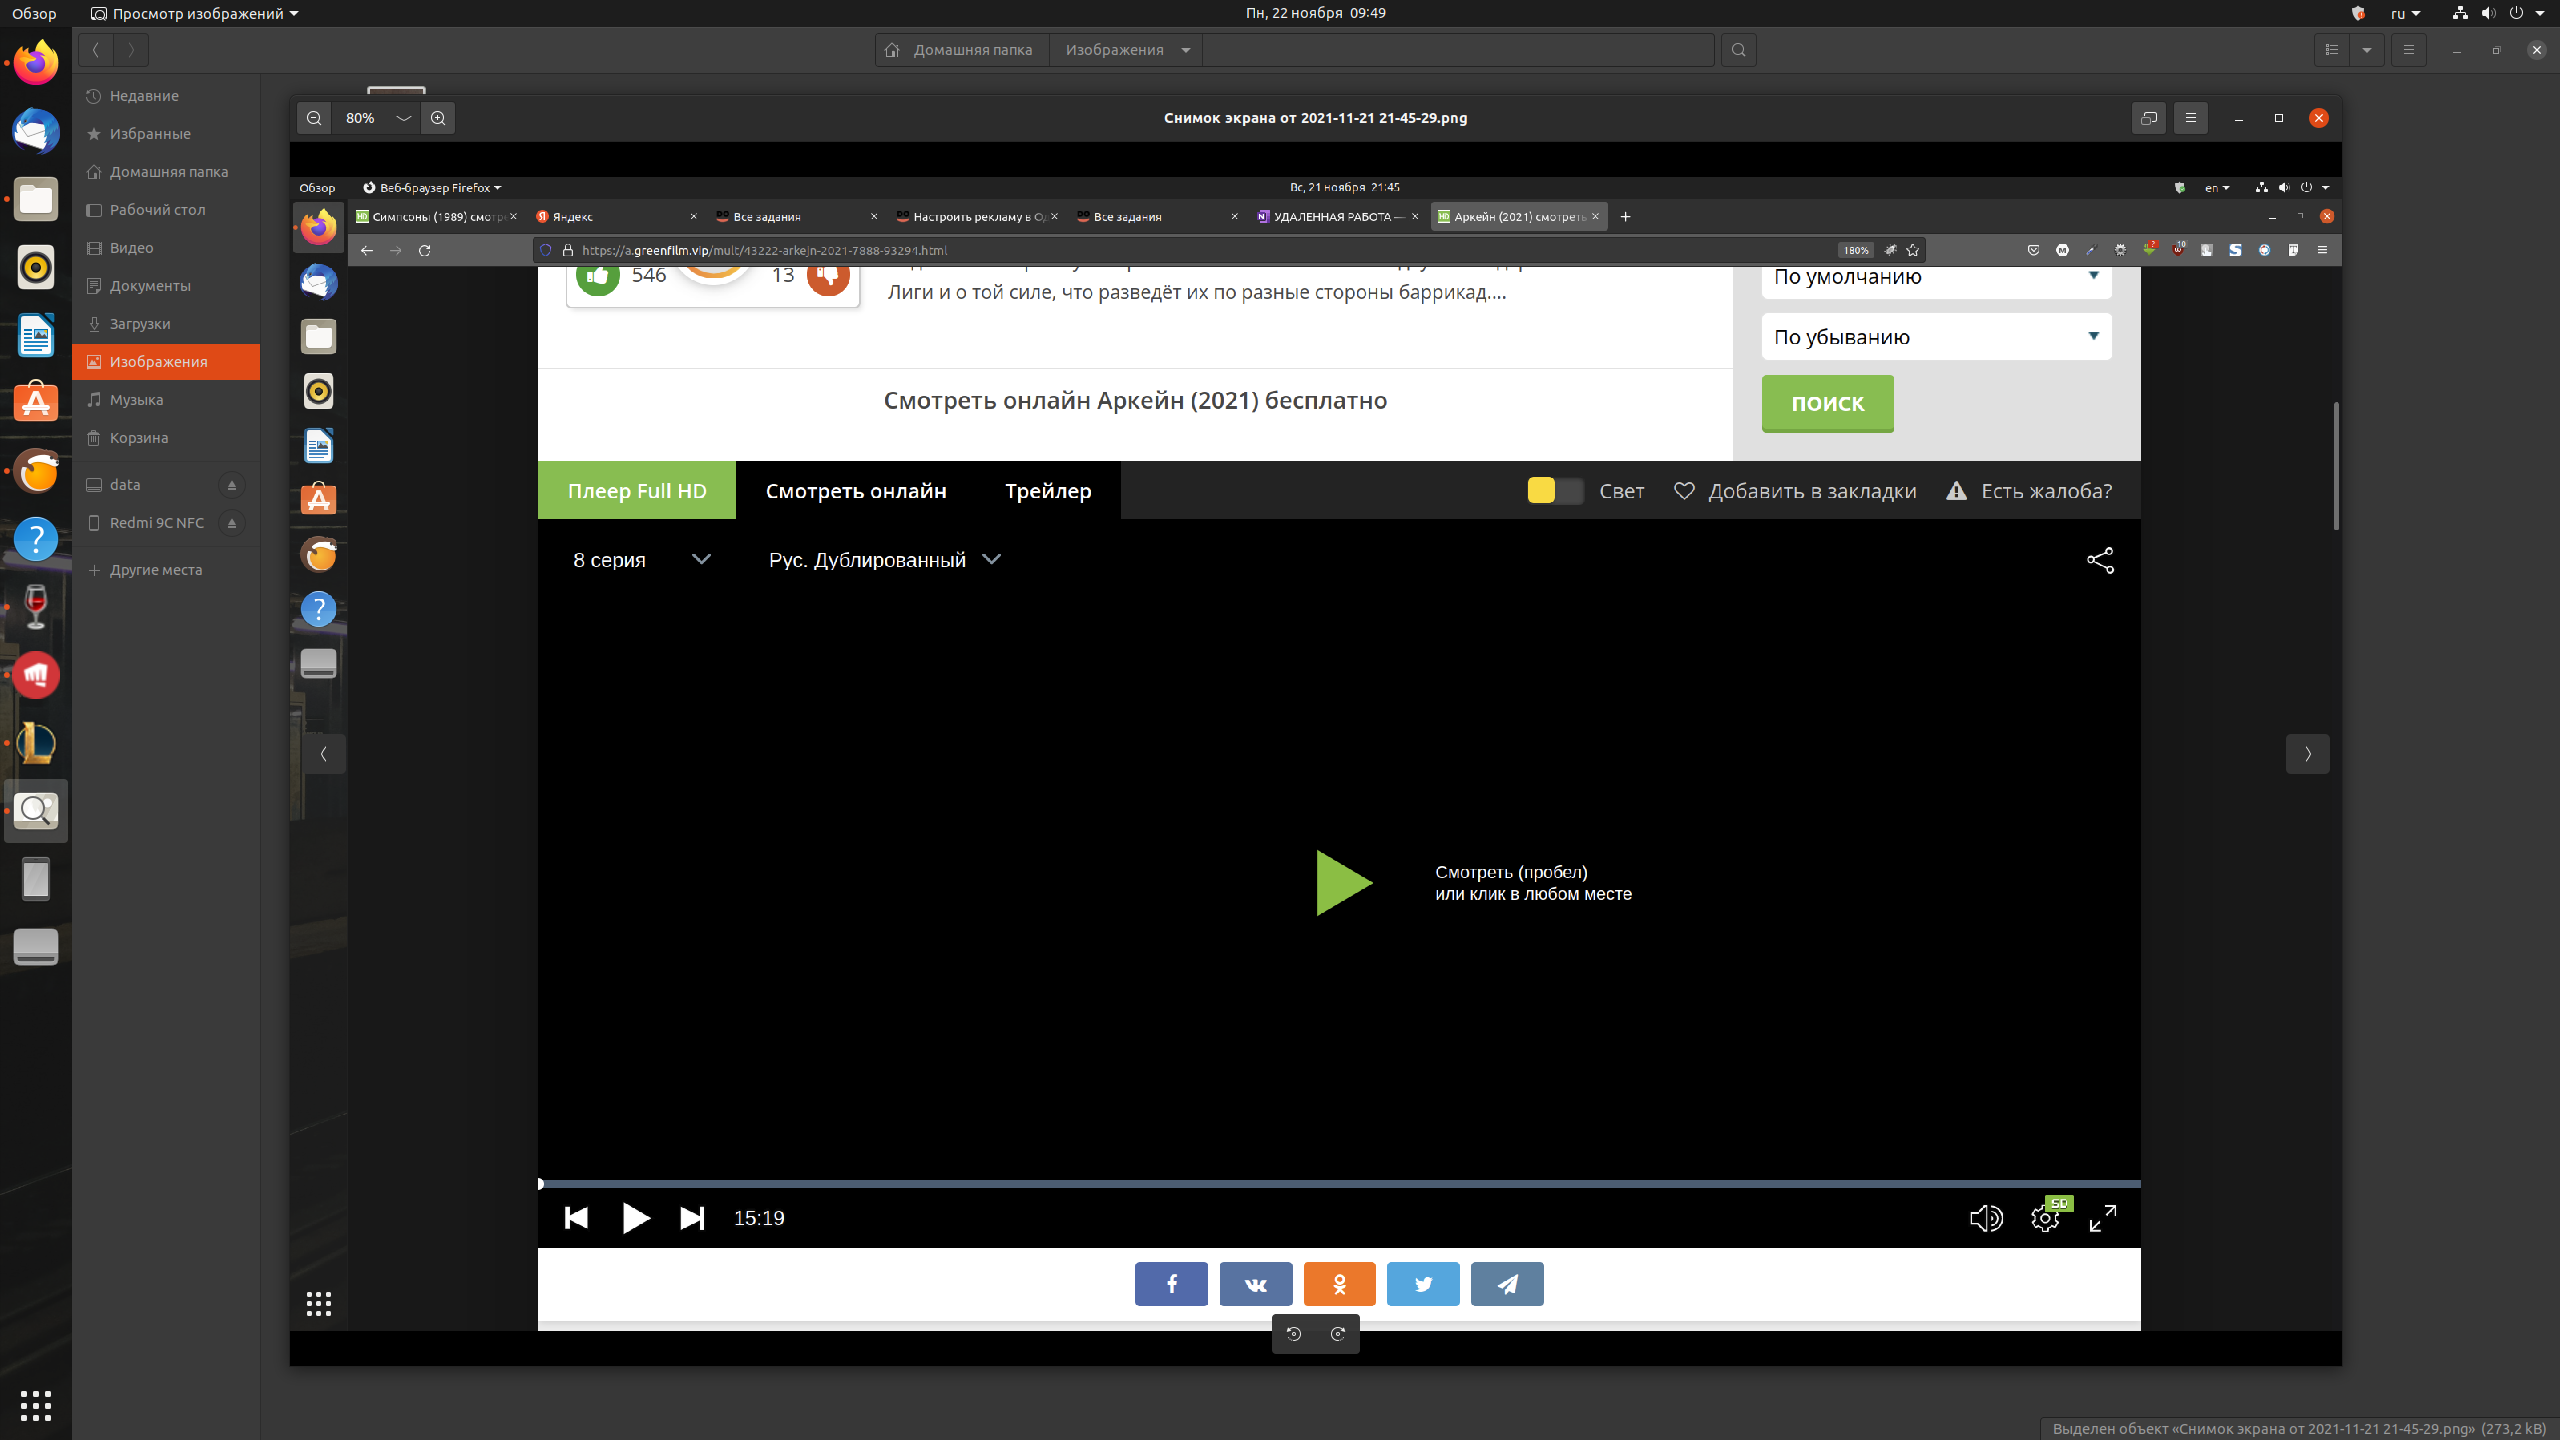 Обзор
Просмотр изображений
Пн, 22 ноября 09:49
ru
Домашняя папка
Изображения
Недавние
Избранные
Домашняя папка
Рабочий стол
Видео
Документы
Загрузки
Изображения
Музыка
Корзина
data
Redmi 9C NFC
Другие места
80%
Снимок экрана от 2021-11-21 21-45-29.png
Обзор
Веб-браузер Firefox
Вс, 21 ноября 21:45
en
Симпсоны (1989) смотр
Яндекс
Все задания
Настроить рекламу в Од
Все задания
УДАЛЕННАЯ РАБОТА —
Аркейн (2021) смотреть
https://a.greenfilm.vip/mult/43222-arkejn-2021-7888-93294.html
180%
2
10
546
13
Лиги и о той силе, что разведёт их по разные стороны баррикад....
По умолчанию
По убыванию
ПОИСК
Смотреть онлайн Аркейн (2021) бесплатно
Плеер Full HD
Смотреть онлайн
Трейлер
Свет
Добавить в закладки
Есть жалоба?
8 серия
Рус. Дублированный
Смотреть (пробел)
или клик в любом месте
15:19
SD
Выделен объект «Снимок экрана от 2021-11-21 21-45-29.png» (273,2 kB)